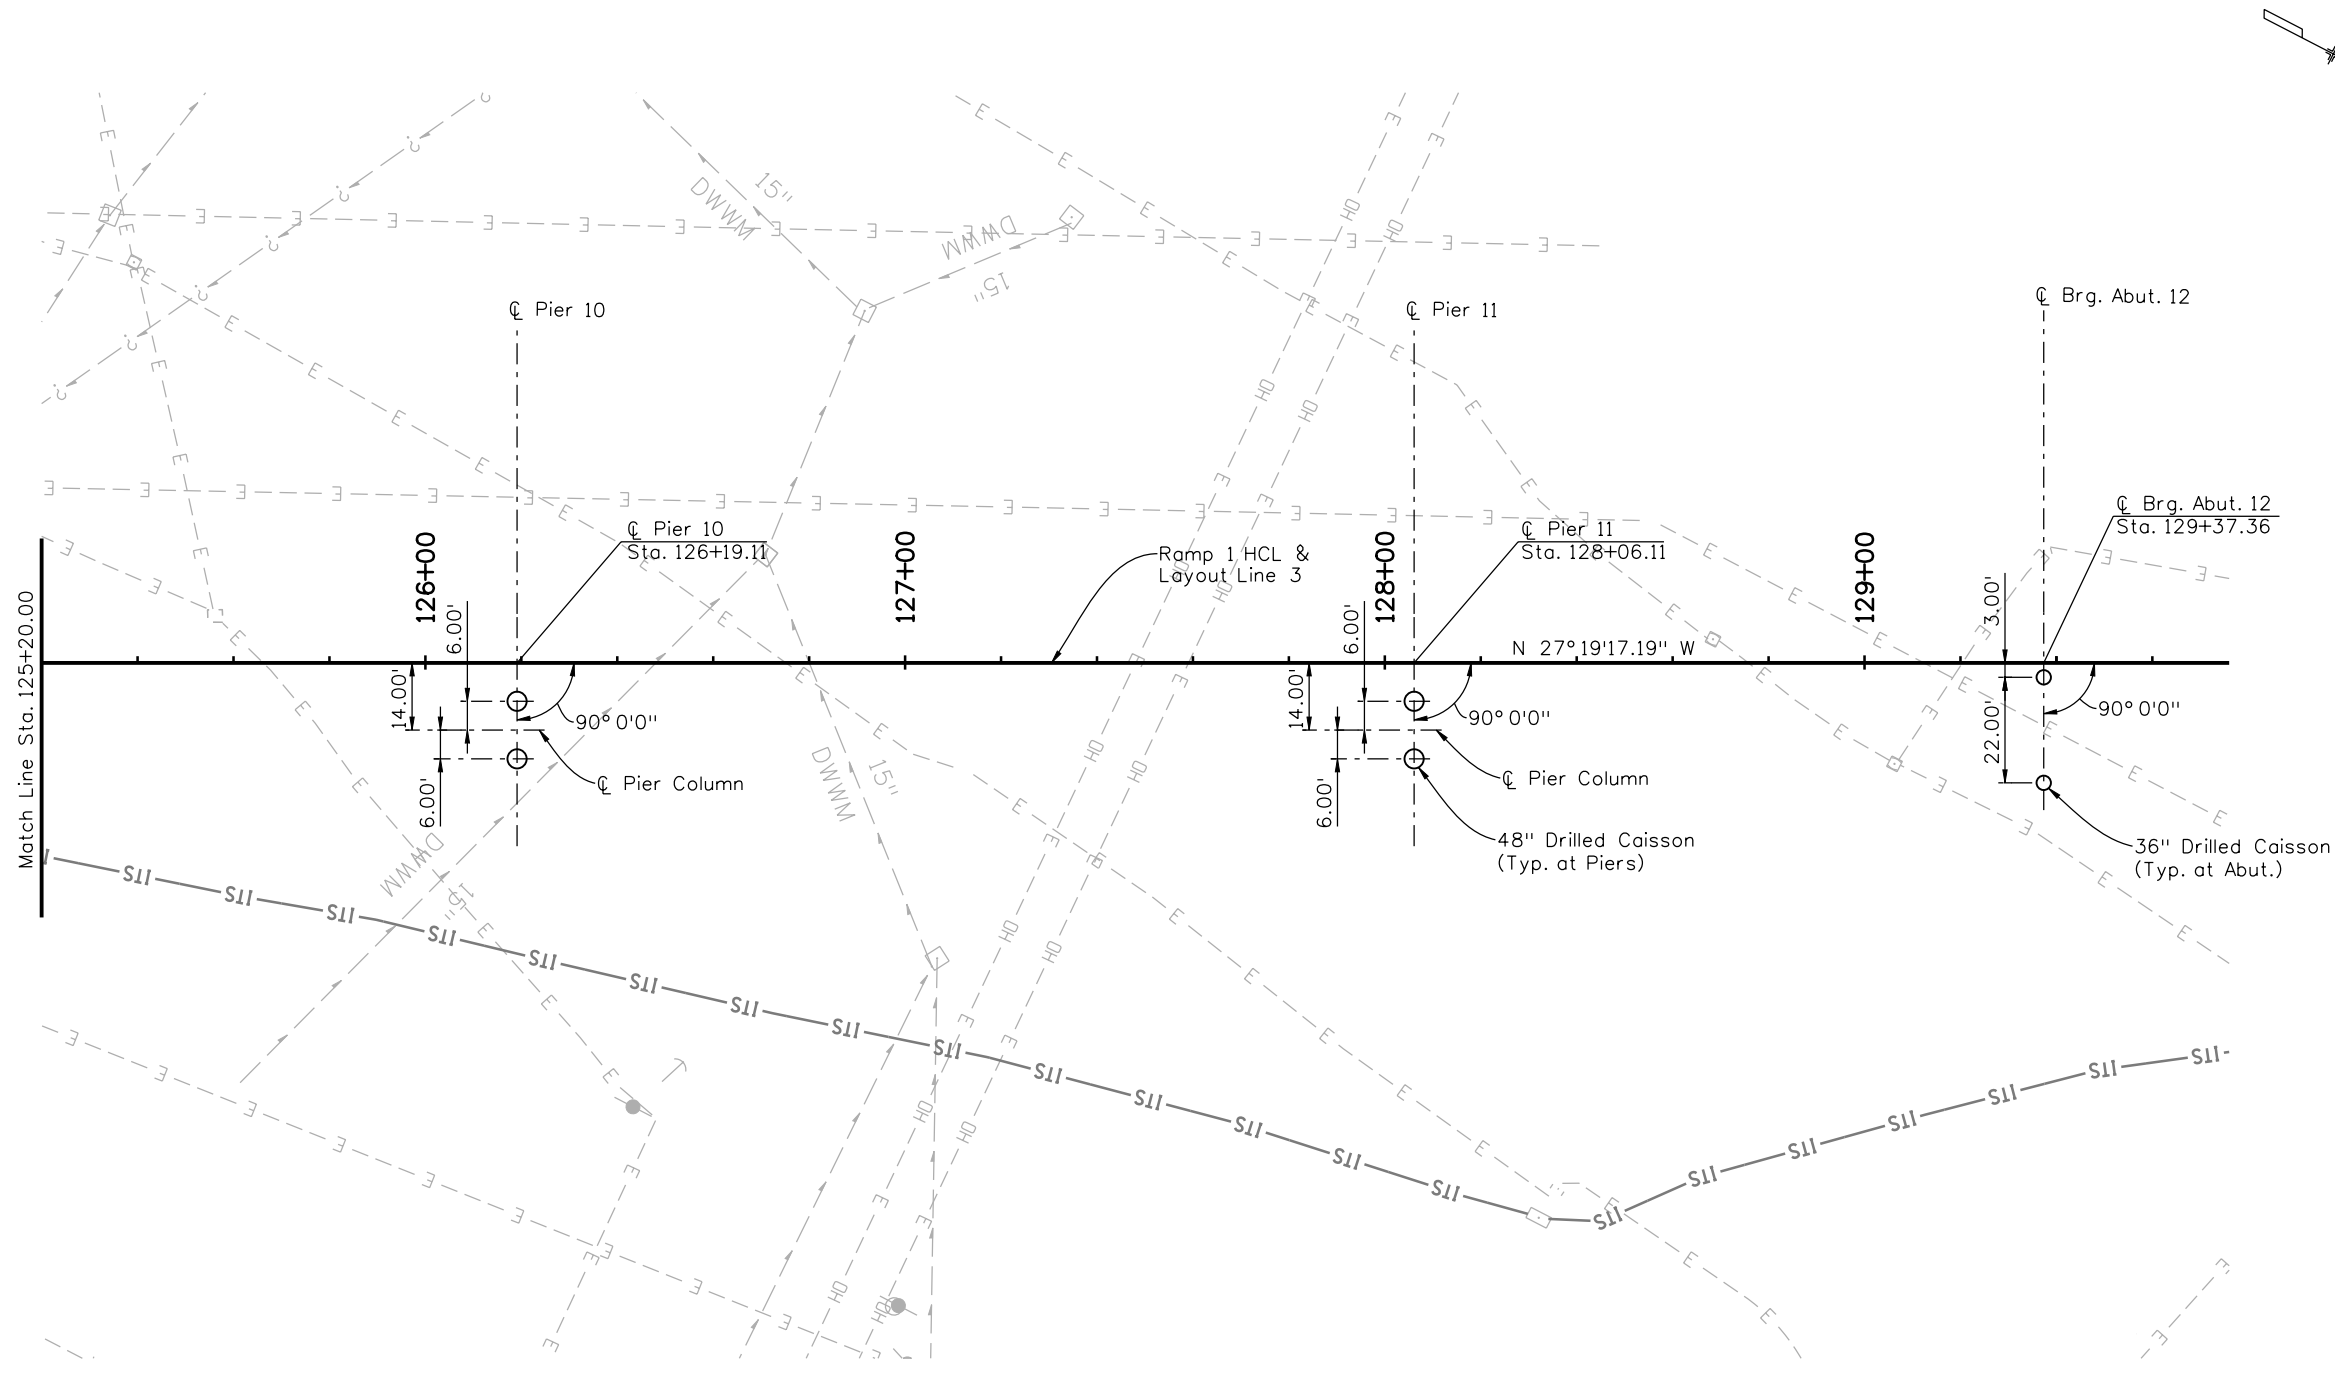 ℄ Pier 10
℄ Pier 11
℄ Brg. Abut. 12
15"
DWWM
DWWM
15"
℄ Pier 10
Sta. 126+19.11
Ramp 1 HCL &
Layout Line 3
℄ Pier 11
Sta. 128+06.11
℄ Brg. Abut. 12
Sta. 129+37.36
Match Line Sta. 125+20.00
126+00
127+00
128+00
129+00
N 27°19'17.19" W
6.00'
14.00'
6.00'
90°0'0"
℄ Pier Column
6.00'
14.00'
6.00'
90°0'0"
℄ Pier Column
48" Drilled Caisson
(Typ. at Piers)
3.00'
22.00'
90°0'0"
36" Drilled Caisson
(Typ. at Abut.)
DWWM
15"
DWWM
15"
E
OH
ITS